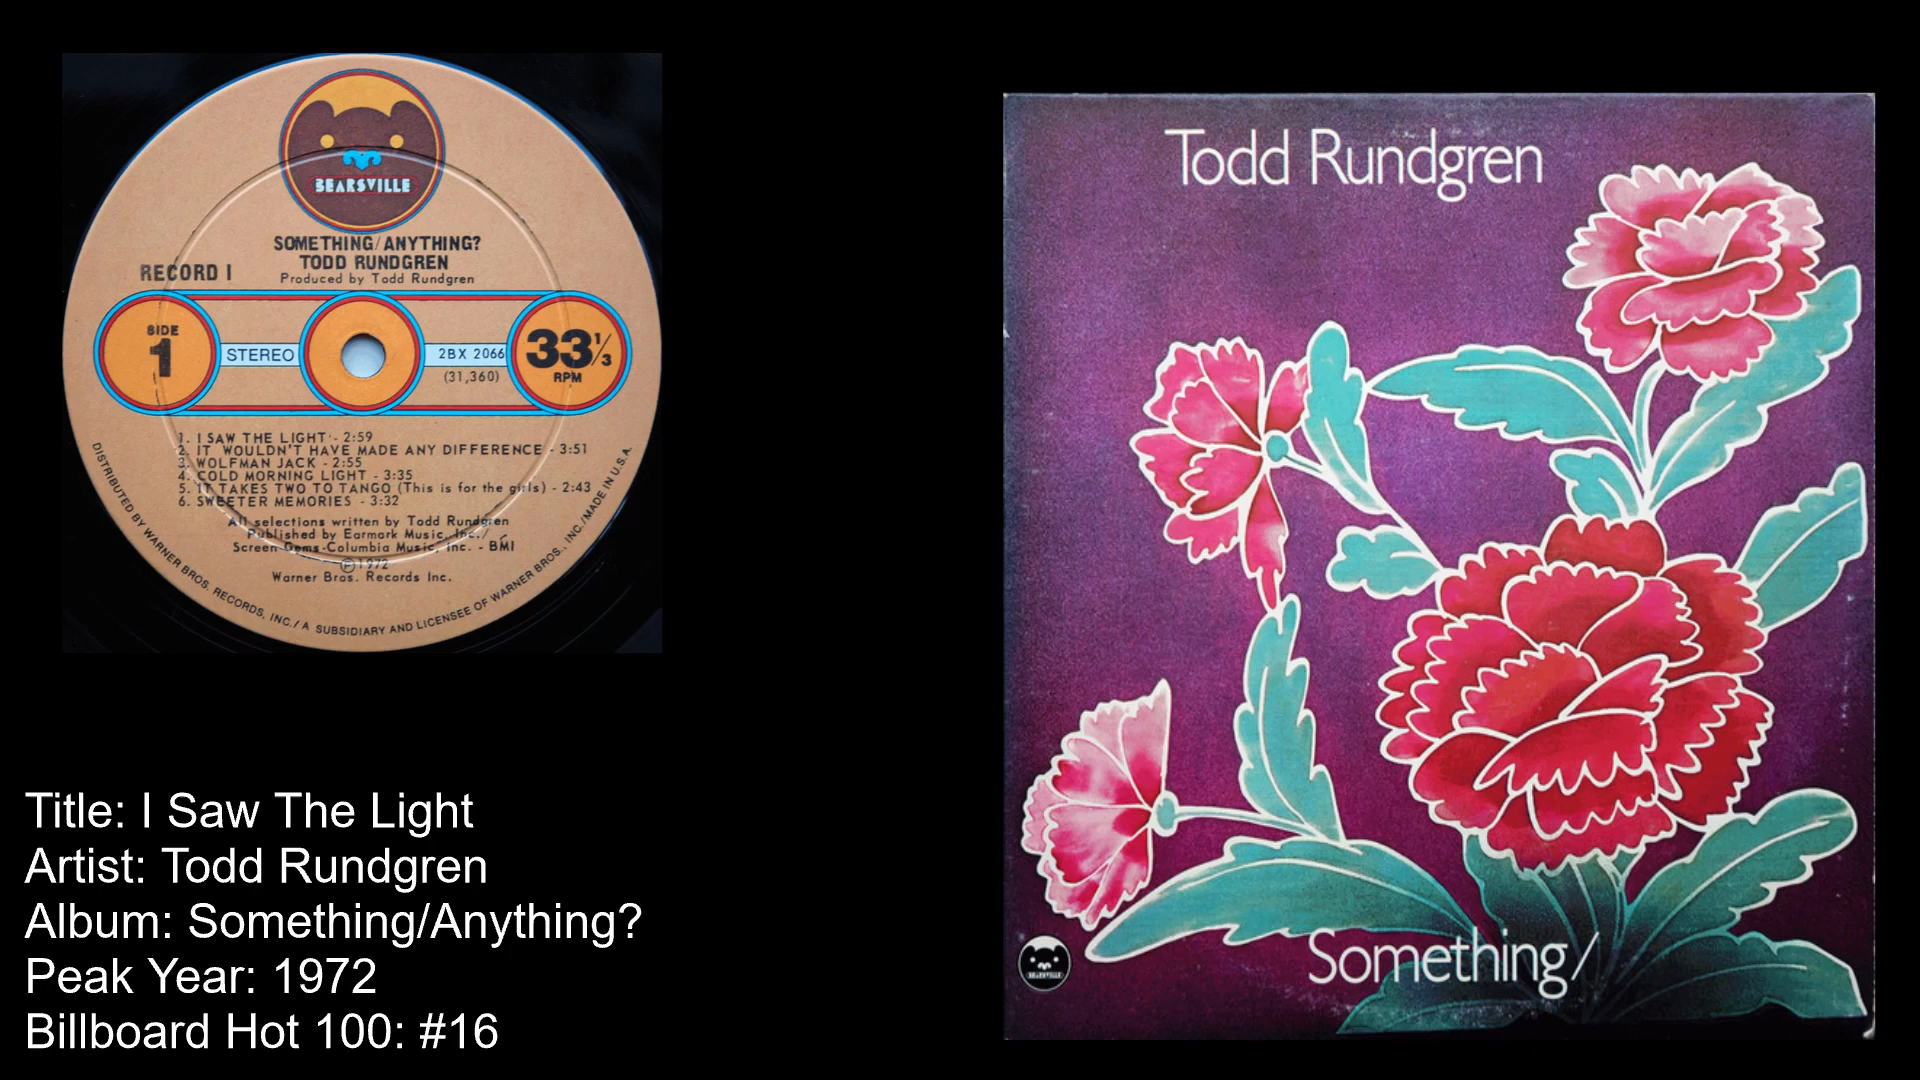 BEARSVILLE
SOMETHING/ANYTHING?
TODD RUNDGREN
Produced by Todd Rundgren
RECORD 1
SIDE
1
STEREO
2BX 2066
(31,360)
33 1/3
RPM
1. I SAW THE LIGHT - 2:59
2. IT WOULDN'T HAVE MADE ANY DIFFERENCE - 3:51
3. WOLFMAN JACK - 2:55
4. COLD MORNING LIGHT - 3:35
5. IT TAKES TWO TO TANGO (This is for the girls) - 2:43
6. SWEETER MEMORIES - 3:32
All selections written by Todd Rundgren
Published by Earmark Music, Inc./
Screen Gems-Columbia Music, Inc. - BMI
℗1972
Warner Bros. Records Inc.
DISTRIBUTED BY WARNER BROS. RECORDS, INC./A SUBSIDIARY AND LICENSEE OF WARNER BROS., INC./MADE IN U.S.A.
Todd Rundgren
Something/
BEARSVILLE
Title: I Saw The Light
Artist: Todd Rundgren
Album: Something/Anything?
Peak Year: 1972
Billboard Hot 100: #16